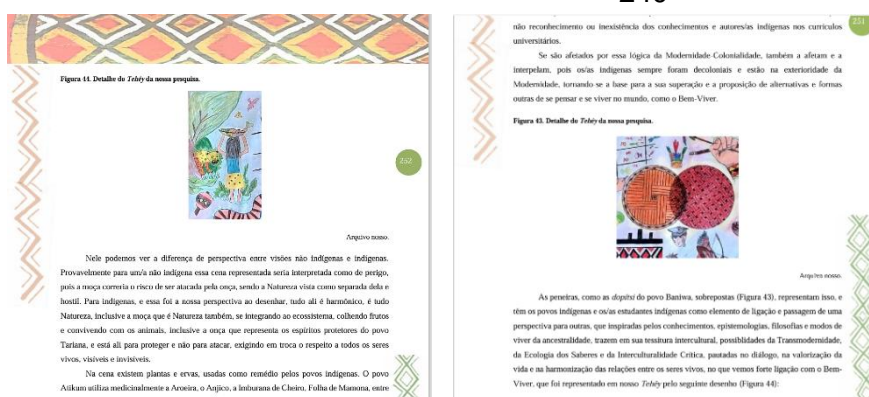 Figura 44. Detalhe do Tehêy da nossa pesquisa.
252
Arquivo nosso.
Nele podemos ver a diferença de perspectiva entre visões não indígenas e indígenas.
Provavelmente para um/a não indígena essa cena representada seria interpretada como de perigo,
pois a moça correria o risco de ser atacada pela onça, sendo a Natureza vista como separada dela e
hostil. Para indígenas, e essa foi a nossa perspectiva ao desenhar, tudo ali é harmônico, é tudo
Natureza, inclusive a moça que é Natureza também, se integrando ao ecossistema, colhendo frutos
e convivendo com os animais, inclusive a onça que representa os espíritos protetores do povo
Tariana, e está ali para proteger e não para atacar, exigindo em troca o respeito a todos os seres
vivos, visíveis e invisíveis.
Na cena existem plantas e ervas, usadas como remédio pelos povos indígenas. O povo
Atikum utiliza medicinalmente a Aroeira, o Anjico, a Imburana de Cheiro, Folha de Mamona, entre
não reconhecimento ou inexistência dos conhecimentos e autores/as indígenas nos currículos
251
universitários.
Se são afetados por essa lógica da Modernidade-Colonialidade, também a afetam e a
interpelam, pois os/as indígenas sempre foram decoloniais e estão na exterioridade da
Modernidade, tornando se a base para a sua superação e a proposição de alternativas e formas
outras de se pensar e se viver no mundo, como o Bem-Viver.
Figura 43. Detalhe do Tehêy da nossa pesquisa.
Arquivo nosso.
As peneiras, como as dopitsi do povo Baniwa, sobrepostas (Figura 43), representam isso, e
têm os povos indígenas e os/as estudantes indígenas como elemento de ligação e passagem de uma
perspectiva para outras, que inspiradas pelos conhecimentos, epistemologias, filosofias e modos de
viver da ancestralidade, trazem em sua tessitura intercultural, possiblidades da Transmodernidade,
da Ecologia dos Saberes e da Interculturalidade Crítica, pautadas no diálogo, na valorização da
vida e na harmonização das relações entre os seres vivos, no que vemos forte ligação com o Bem-
Viver, que foi representado em nosso Tehêy pelo seguinte desenho (Figura 44):